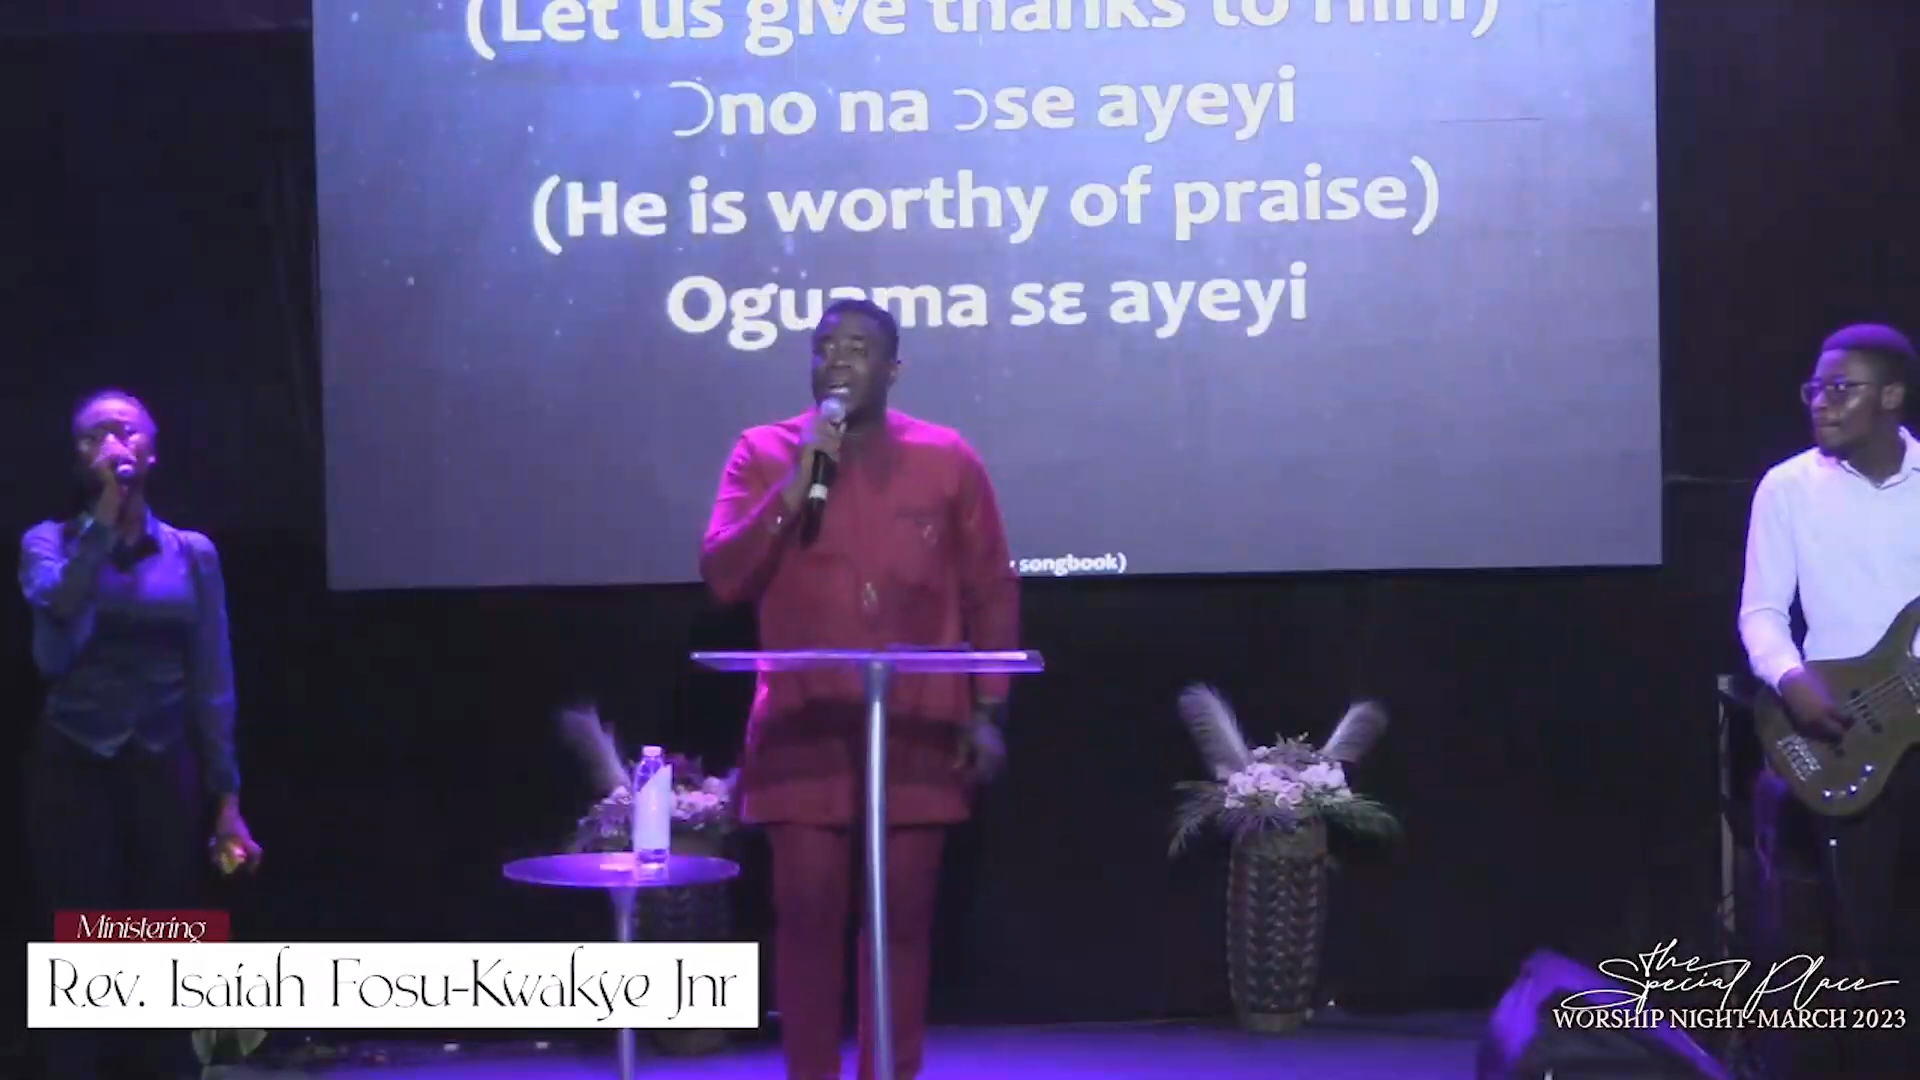 (Let us give thanks to Him)
Ɔno na ɔse ayeyi
(He is worthy of praise)
sɛ ayeyi
songbook)
Ministering
Rev. Isaiah Fosu-Kwakye Jnr
the
Special Place
WORSHIP NIGHT-MARCH 2023